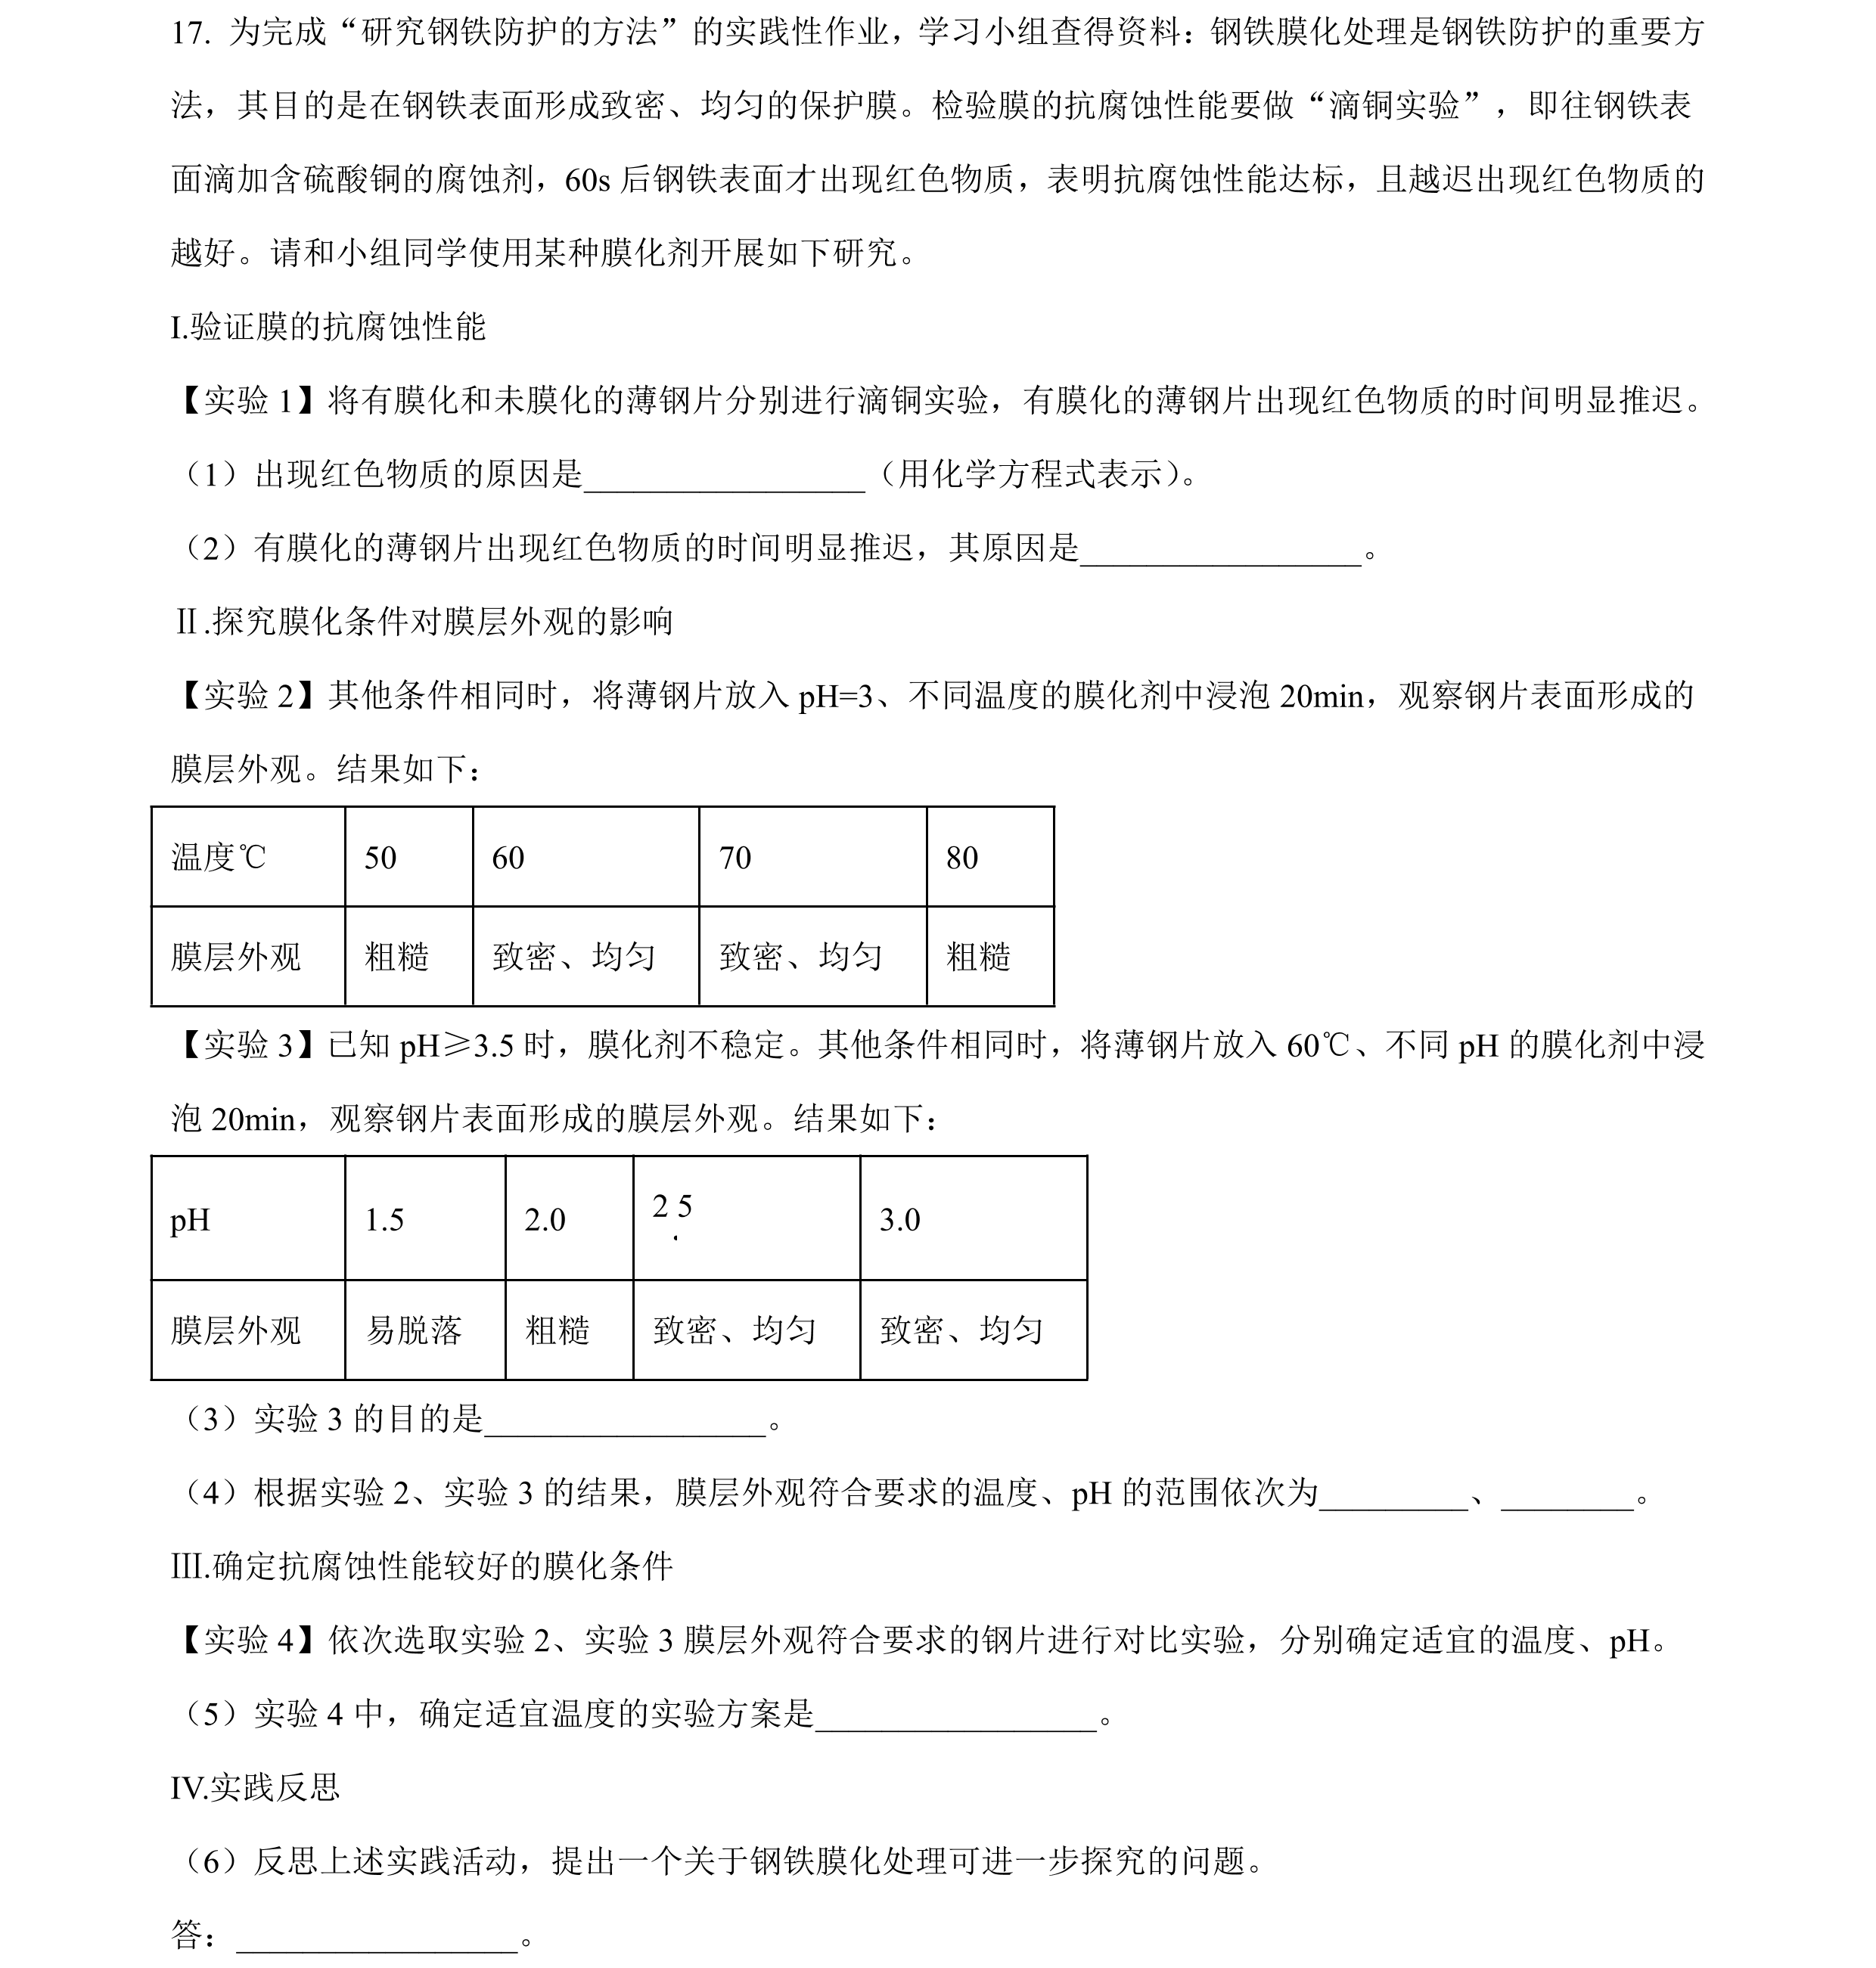 17. 为完成“研究钢铁防护的方法”的实践性作业，学习小组查得资料：钢铁膜化处理是钢铁防护的重要方
法，其目的是在钢铁表面形成致密、均匀的保护膜。检验膜的抗腐蚀性能要做“滴铜实验”，即往钢铁表
面滴加含硫酸铜的腐蚀剂，60s 后钢铁表面才出现红色物质，表明抗腐蚀性能达标，且越迟出现红色物质的
越好。请和小组同学使用某种膜化剂开展如下研究。
I.验证膜的抗腐蚀性能
【实验 1】将有膜化和未膜化的薄钢片分别进行滴铜实验，有膜化的薄钢片出现红色物质的时间明显推迟。
（1）出现红色物质的原因是_________________（用化学方程式表示）。
（2）有膜化的薄钢片出现红色物质的时间明显推迟，其原因是_________________。
Ⅱ.探究膜化条件对膜层外观的影响
【实验 2】其他条件相同时，将薄钢片放入 pH=3、不同温度的膜化剂中浸泡 20min，观察钢片表面形成的
膜层外观。结果如下：
温度℃ 50 60 70 80
膜层外观 粗糙 致密、均匀 致密、均匀 粗糙
【实验 3】已知 pH≥3.5 时，膜化剂不稳定。其他条件相同时，将薄钢片放入 60℃、不同 pH 的膜化剂中浸
泡 20min，观察钢片表面形成的膜层外观。结果如下：
pH 1.5 2.0 2.5 3.0
膜层外观 易脱落 粗糙 致密、均匀 致密、均匀
（3）实验 3 的目的是_________________。
（4）根据实验 2、实验 3 的结果，膜层外观符合要求的温度、pH 的范围依次为_________、________。
Ⅲ.确定抗腐蚀性能较好的膜化条件
【实验 4】依次选取实验 2、实验 3 膜层外观符合要求的钢片进行对比实验，分别确定适宜的温度、pH。
（5）实验 4 中，确定适宜温度的实验方案是_________________。
IV.实践反思
（6）反思上述实践活动，提出一个关于钢铁膜化处理可进一步探究的问题。
答：_________________。